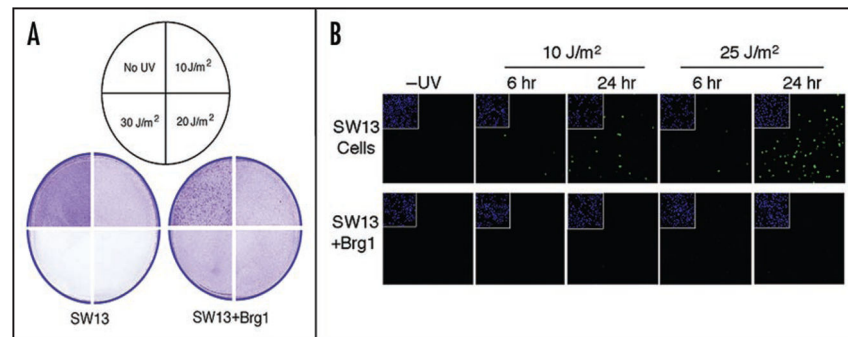 A
No UV
10J/m²
30 J/m²
20 J/m²
SW13
SW13+Brg1
B
10 J/m²
25 J/m²
–UV
6 hr
24 hr
6 hr
24 hr
SW13
Cells
SW13
+Brg1